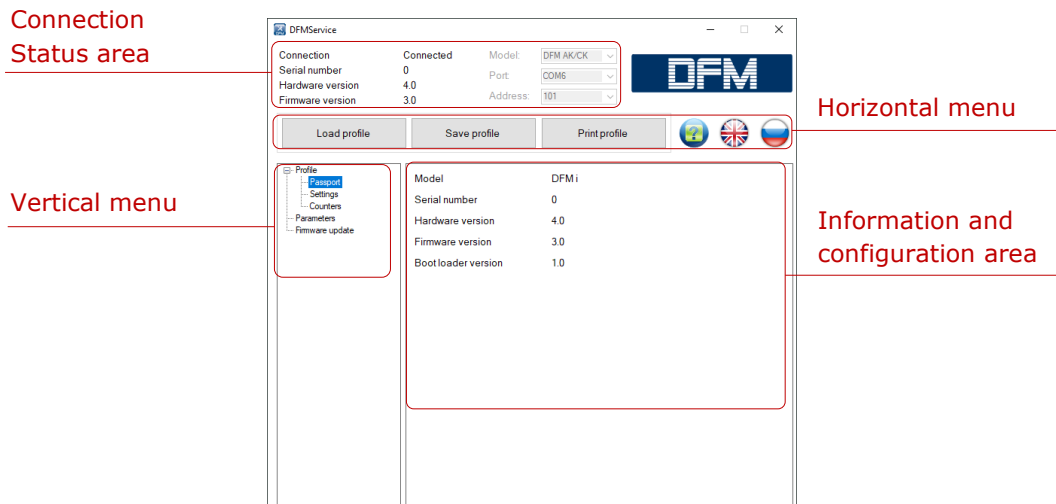 Connection
Status area
DFMService
Connection Connected Model: DFM AK/CK
Serial number 0 Port: COM6
Hardware version 4.0
Firmware version 3.0 Address: 101
DFM
Horizontal menu
Load profile Save profile Print profile
Vertical menu
Profile
Passport
Settings
Counters
Parameters
Firmware update
Model DFM i
Serial number 0
Hardware version 4.0
Firmware version 3.0
Boot loader version 1.0
Information and
configuration area